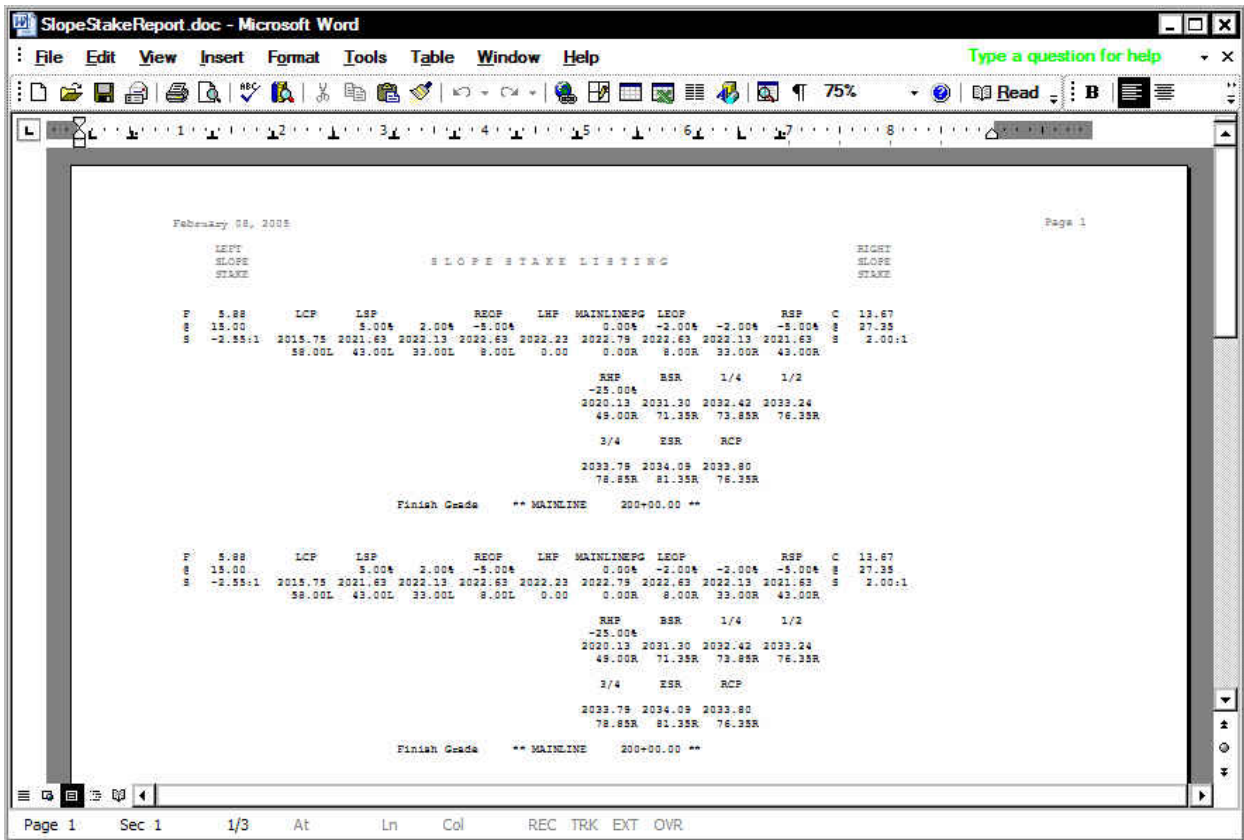 SlopeStakeReport.doc - Microsoft Word
File Edit View Insert Format Tools Table Window Help Type a question for help
75% Read B
1 2 3 4 5 6 7 8
February 08, 2005 Page 1
LEFT RIGHT
SLOPE S L O P E S T A K E L I S T I N G SLOPE
STAKE STAKE
F 5.88 LCP LSP REOP LHP MAINLINEPG LEOP RSP C 13.67
@ 15.00 5.00% 2.00% -5.00% 0.00% -2.00% -2.00% -5.00% @ 27.35
S -2.55:1 2015.75 2021.63 2022.13 2022.63 2022.23 2022.79 2022.63 2022.13 2021.63 S 2.00:1
58.00L 43.00L 33.00L 8.00L 0.00 0.00R 8.00R 33.00R 43.00R
RHP BSR 1/4 1/2
-25.00%
2020.13 2031.30 2032.42 2033.24
49.00R 71.35R 73.85R 76.35R
3/4 ESR RCP
2033.79 2034.09 2033.80
78.85R 81.35R 76.35R
Finish Grade ** MAINLINE 200+00.00 **
F 5.88 LCP LSP REOP LHP MAINLINEPG LEOP RSP C 13.67
@ 15.00 5.00% 2.00% -5.00% 0.00% -2.00% -2.00% -5.00% @ 27.35
S -2.55:1 2015.75 2021.63 2022.13 2022.63 2022.23 2022.79 2022.63 2022.13 2021.63 S 2.00:1
58.00L 43.00L 33.00L 8.00L 0.00 0.00R 8.00R 33.00R 43.00R
RHP BSR 1/4 1/2
-25.00%
2020.13 2031.30 2032.42 2033.24
49.00R 71.35R 73.85R 76.35R
3/4 ESR RCP
2033.79 2034.09 2033.80
78.85R 81.35R 76.35R
Finish Grade ** MAINLINE 200+00.00 **
Page 1 Sec 1 1/3 At Ln Col REC TRK EXT OVR